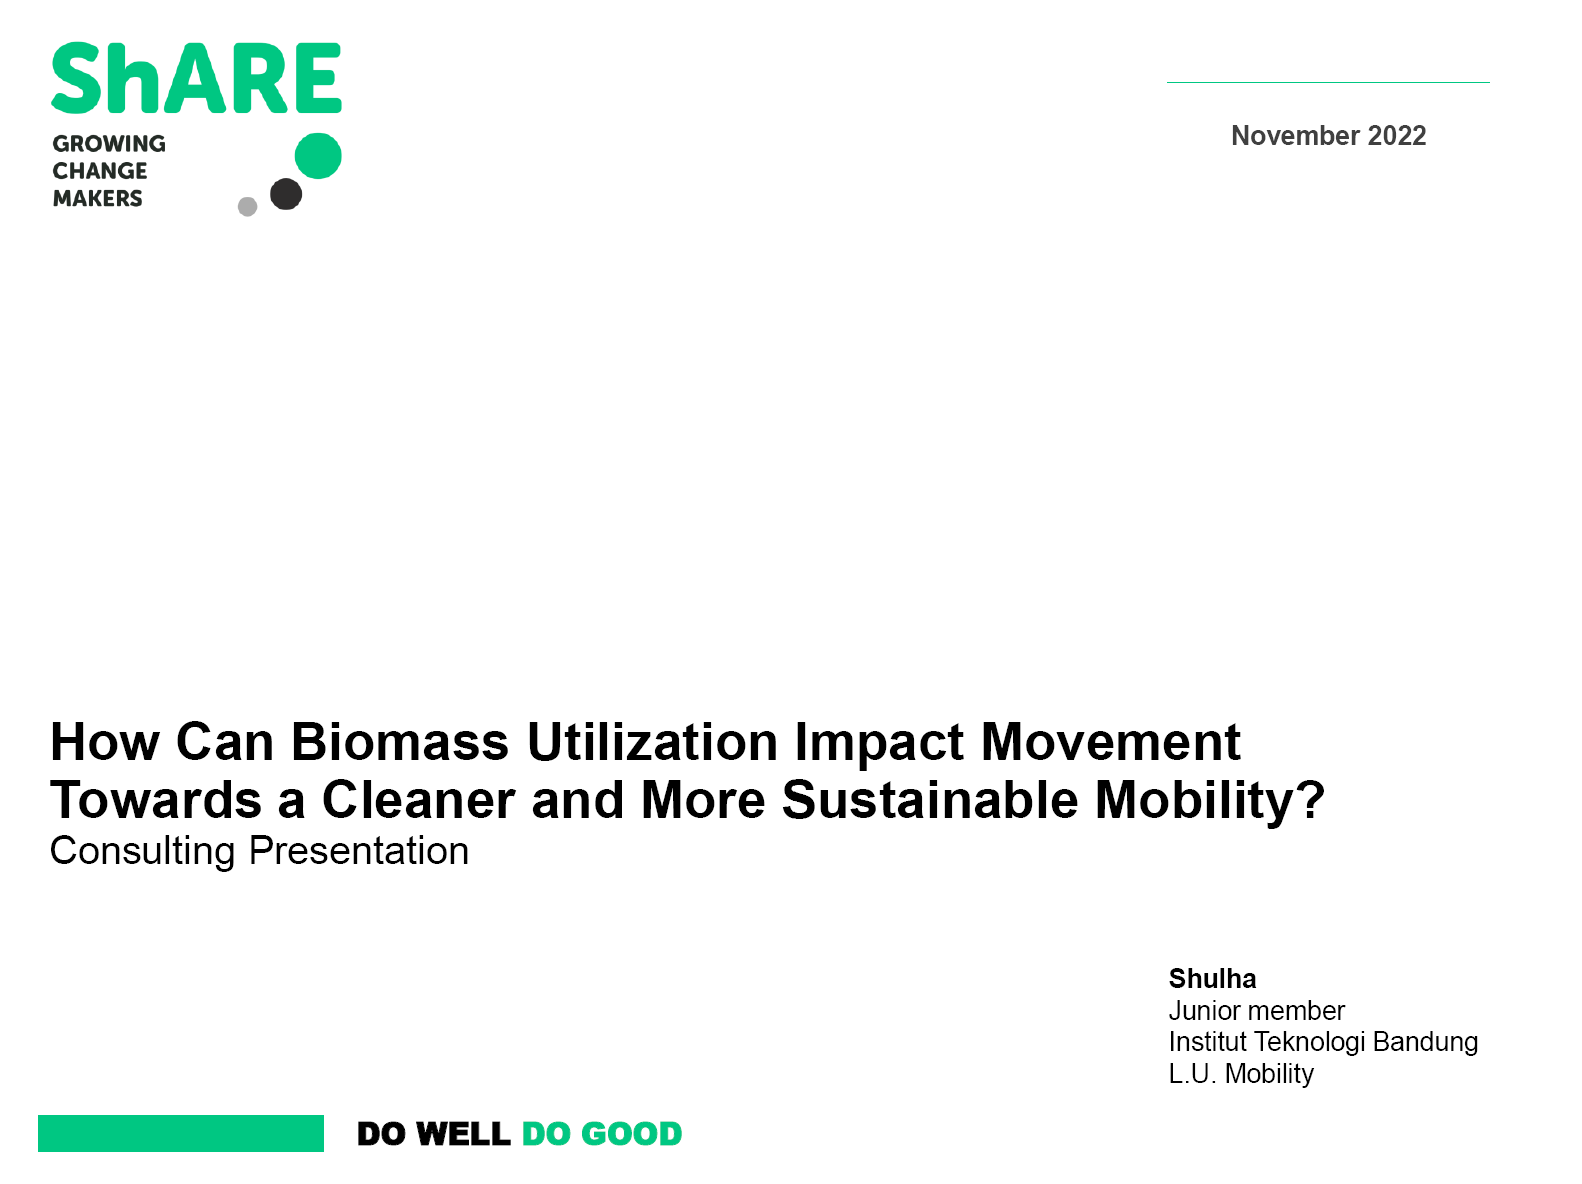 ShARE
GROWING
CHANGE
MAKERS
November 2022
How Can Biomass Utilization Impact Movement
Towards a Cleaner and More Sustainable Mobility?
Consulting Presentation
Shulha
Junior member
Institut Teknologi Bandung
L.U. Mobility
DO WELL DO GOOD